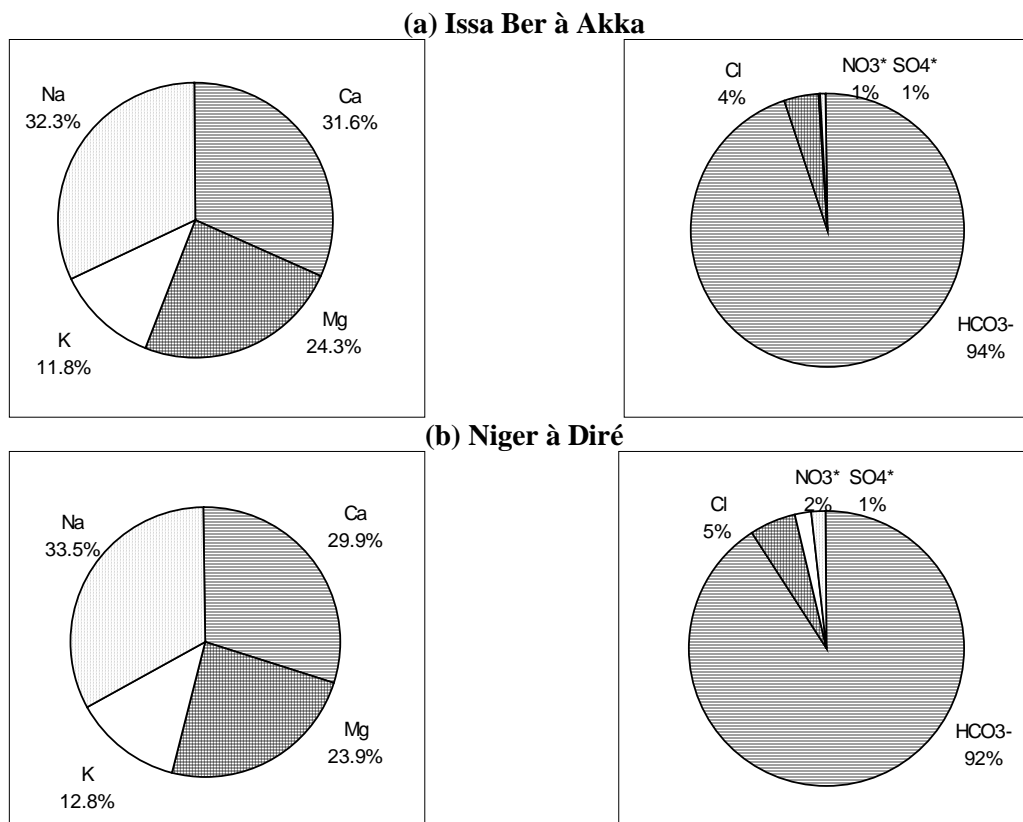 (a) Issa Ber à Akka
Na
32.3%
Ca
31.6%
Mg
24.3%
K
11.8%
Cl
4%
NO3* SO4*
1% 1%
HCO3-
94%
(b) Niger à Diré
Na
33.5%
Ca
29.9%
Mg
23.9%
K
12.8%
Cl
5%
NO3* SO4*
2% 1%
HCO3-
92%